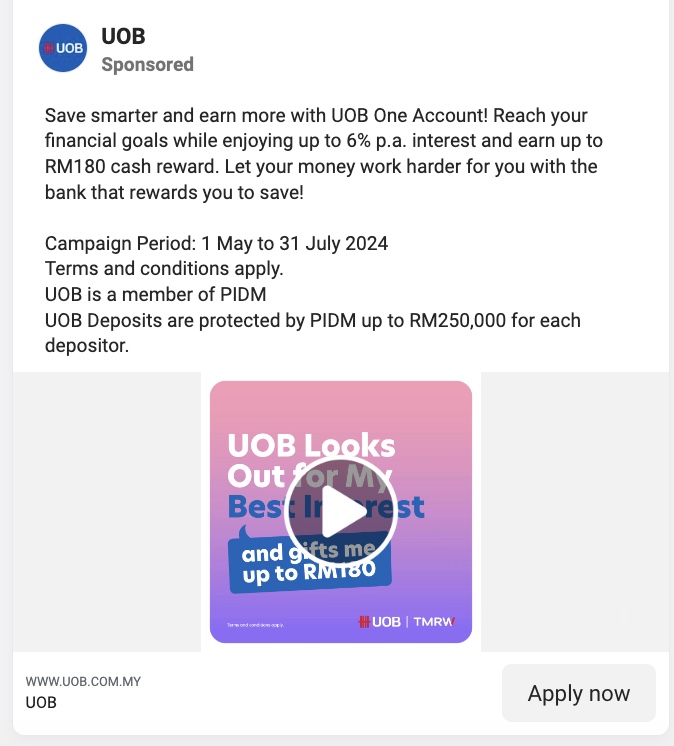 UOB
UOB
Sponsored
Save smarter and earn more with UOB One Account! Reach your
financial goals while enjoying up to 6% p.a. interest and earn up to
RM180 cash reward. Let your money work harder for you with the
bank that rewards you to save!
Campaign Period: 1 May to 31 July 2024
Terms and conditions apply.
UOB is a member of PIDM
UOB Deposits are protected by PIDM up to RM250,000 for each
depositor.
UOB Looks
Out for My
Best Interest
and gifts me
up to RM180
Terms and conditions apply
UOB | TMRW
WWW.UOB.COM.MY
UOB
Apply now